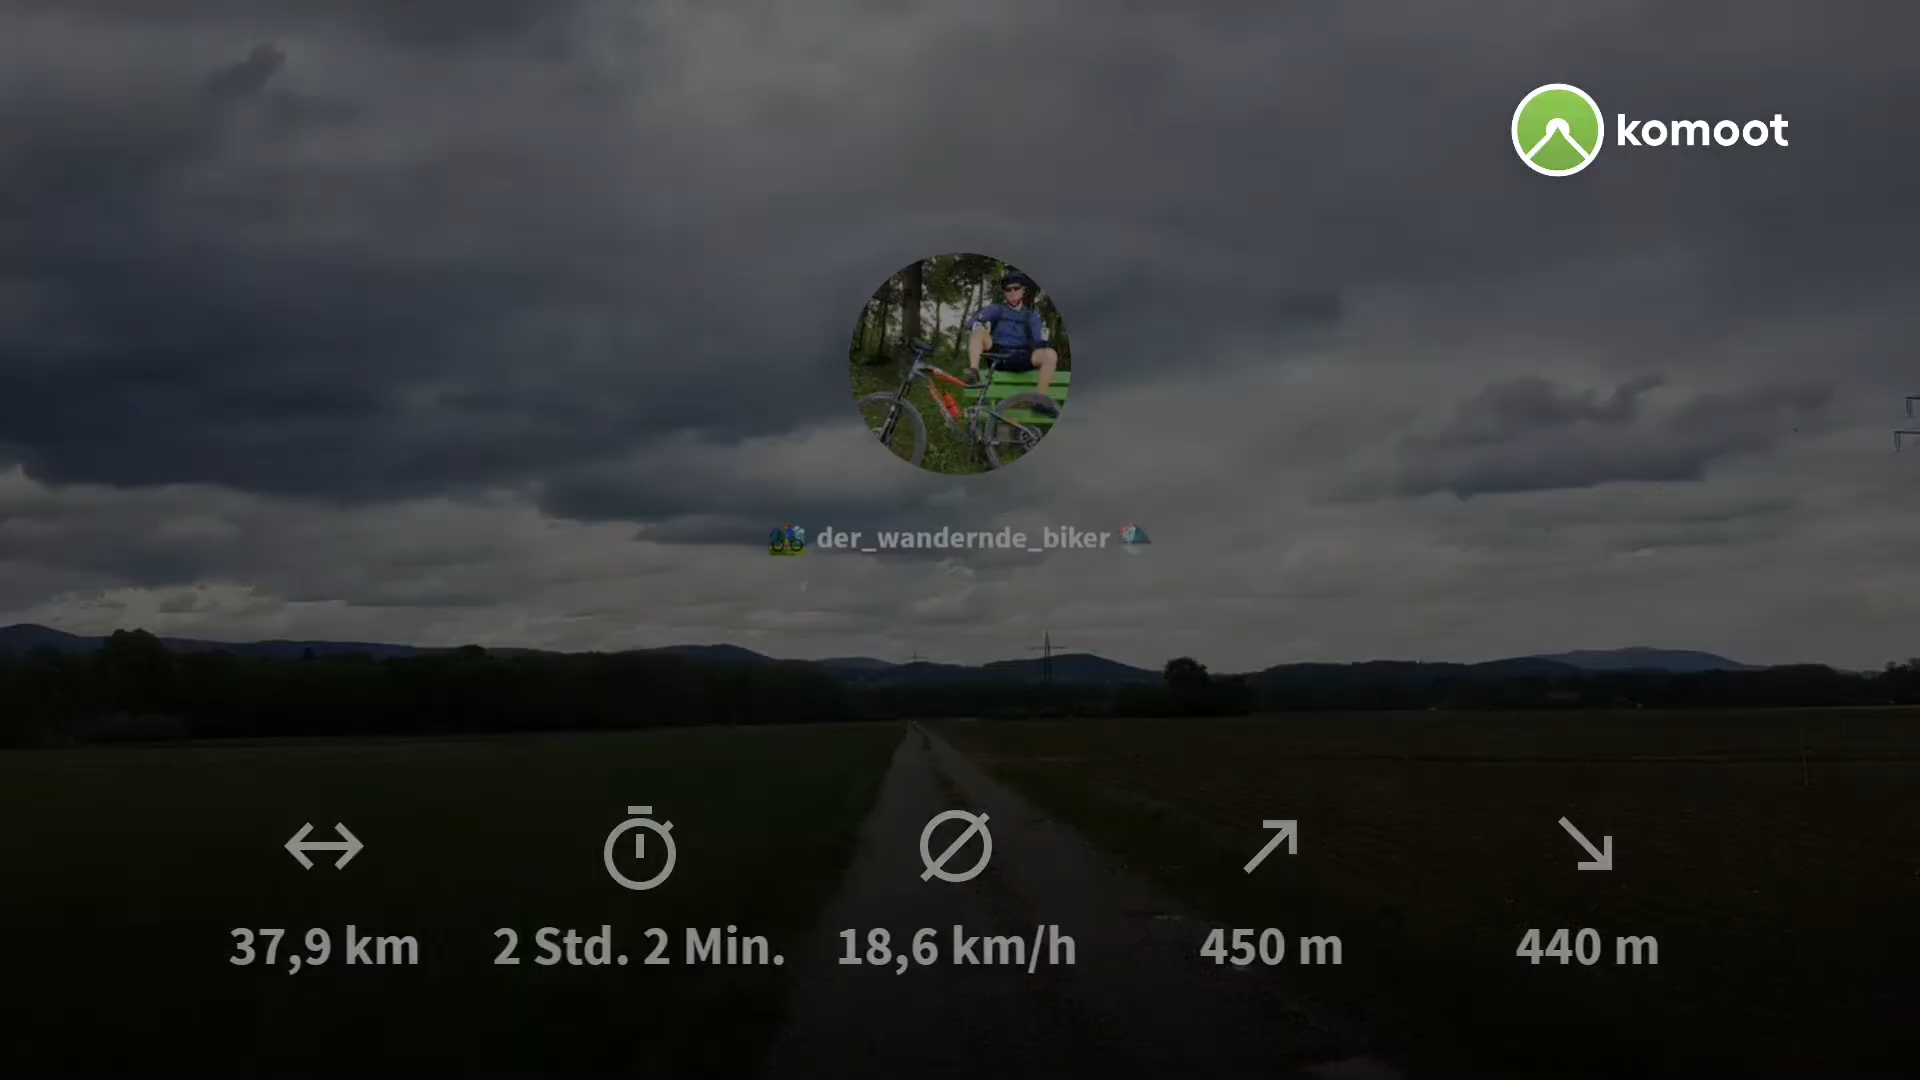 komoot
der_wandernde_biker
37,9 km
2 Std. 2 Min.
18,6 km/h
450 m
440 m